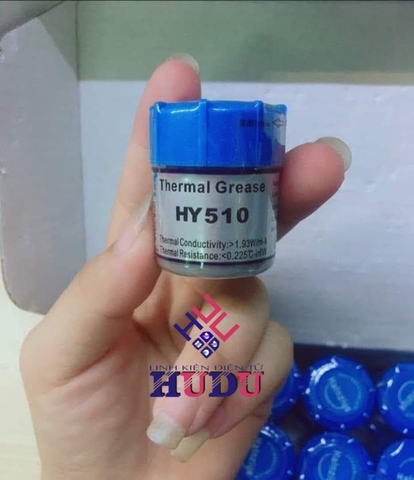 Thermal Grease
HY510
Thermal Conductivity:>1.93W/m-k
Thermal Resistance:<0.225℃-in²/W
LINH KIỆN ĐIỆN TỬ
HUDU